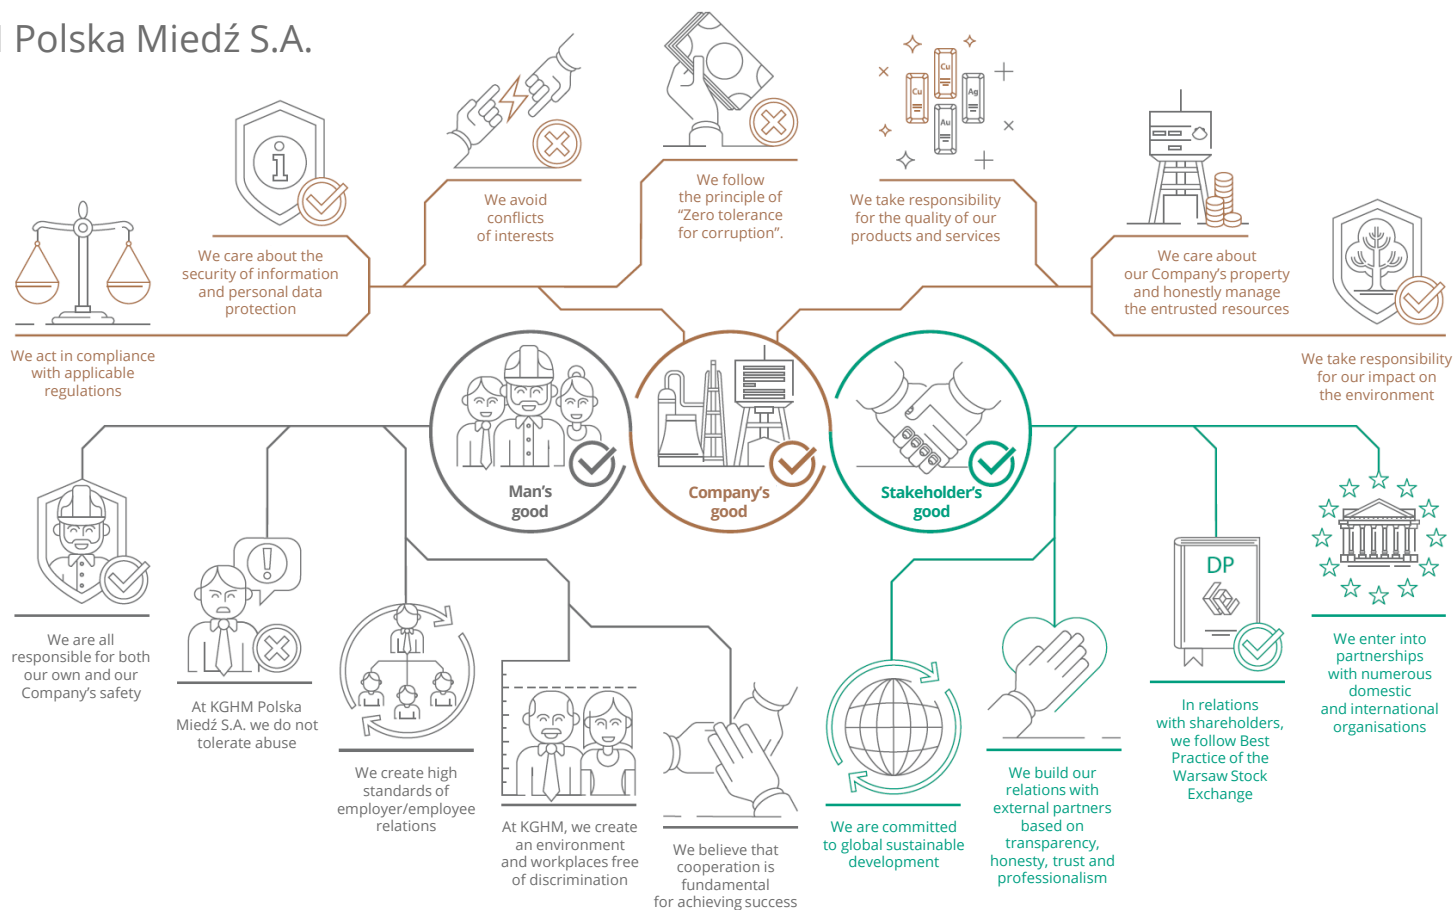 Polska Miedź S.A.
We act in compliance
with applicable
regulations
We care about the
security of information
and personal data
protection
We avoid
conflicts
of interests
We follow
the principle of
“Zero tolerance
for corruption”.
Cu
Cu
Ag
Au
We take responsibility
for the quality of our
products and services
We care about
our Company’s property
and honestly manage
the entrusted resources
We take responsibility
for our impact on
the environment
Man’s
good
Company’s
good
Stakeholder’s
good
We are all
responsible for both
our own and our
Company’s safety
At KGHM Polska
Miedź S.A. we do not
tolerate abuse
We create high
standards of
employer/employee
relations
At KGHM, we create
an environment
and workplaces free
of discrimination
We believe that
cooperation is
fundamental
for achieving success
We are committed
to global sustainable
development
We build our
relations with
external partners
based on
transparency,
honesty, trust and
professionalism
DP
In relations
with shareholders,
we follow Best
Practice of the
Warsaw Stock
Exchange
We enter into
partnerships
with numerous
domestic
and international
organisations